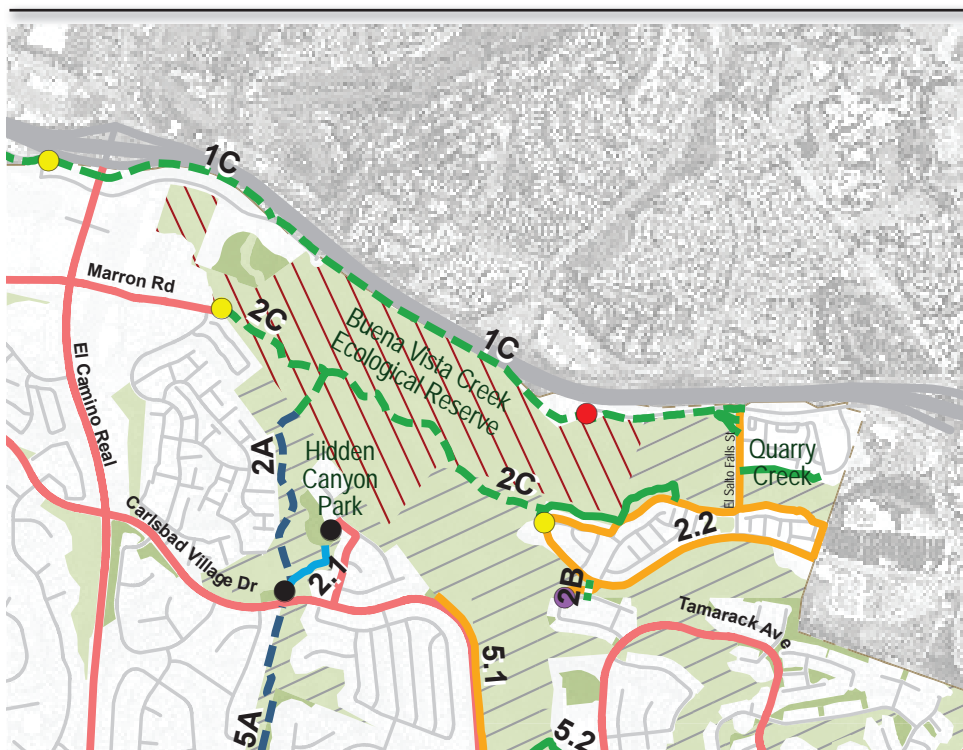 1C
Marron Rd
2C
Buena Vista Creek
Ecological Reserve
1C
El Camino Real
2A
Hidden
Canyon
Park
2C
El Salto Falls St
Quarry
Creek
Carlsbad Village Dr
2.1
2.2
2B
Tamarack Ave
5.1
5A
5.2